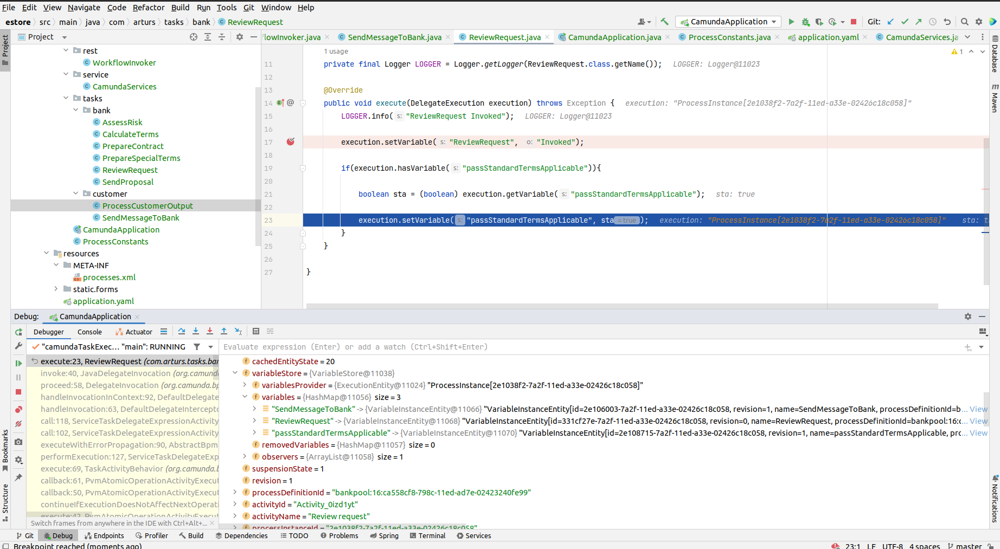 File Edit View Navigate Code Refactor Build Run Tools Git Window Help
estore src main java com arturs tasks bank ReviewRequest
CamundaApplication Git:
Project
flowInvoker.java SendMessageToBank.java ReviewRequest.java CamundaApplication.java ProcessConstants.java application.yaml CamundaServices.ja
Project
rest
WorkflowInvoker
service
CamundaServices
tasks
bank
AssessRisk
CalculateTerms
PrepareContract
PrepareSpecialTerms
ReviewRequest
SendProposal
customer
ProcessCustomerOutput
SendMessageToBank
CamundaApplication
ProcessConstants
resources
META-INF
processes.xml
static.forms
application.yaml
1 usage
1
11 private final Logger LOGGER = Logger.getLogger(ReviewRequest.class.getName()); LOGGER: Logger@11023
12
13 @Override
14 @ public void execute(DelegateExecution execution) throws Exception { execution: "ProcessInstance[2e1038f2-7a2f-11ed-a33e-02426c18c058]"
15 LOGGER.info( s: "ReviewRequest Invoked"); LOGGER: Logger@11023
16
17 execution.setVariable( s: "ReviewRequest", o: "Invoked");
18
19 if(execution.hasVariable( s: "passStandardTermsApplicable")){
20
21 boolean sta = (boolean) execution.getVariable( s: "passStandardTermsApplicable"); sta: true
22
23 execution.setVariable( s: "passStandardTermsApplicable", sta = true ); execution: "ProcessInstance[2e1038f2-7a2f-11ed-a33e-02426c18c058]" sta: t
24 }
25 }
26
27 }
Database
Maven
Notifications
Bookmarks
Structure
Debug: CamundaApplication
Debugger Console Actuator
"camundaTaskExec... "main": RUNNING
Evaluate expression (Enter) or add a watch (Ctrl+Shift+Enter)
execute:23, ReviewRequest (com.arturs.tasks.ban
invoke:40, JavaDelegateInvocation (org.camunda
proceed:58, DelegateInvocation (org.camunda.bp
handleInvocationInContext:92, DefaultDelegate
handleInvocation:63, DefaultDelegateIntercepto
call:118, ServiceTaskDelegateExpressionActivity
call:102, ServiceTaskDelegateExpressionActivity
executeWithErrorPropagation:90, AbstractBpm
performExecution:127, ServiceTaskDelegateExp
execute:69, TaskActivityBehavior (org.camunda.b
callback:61, PvmAtomicOperationActivityExecut
callback:50, PvmAtomicOperationActivityExecut
continueIfExecutionDoesNotAffectNextOperati
execute:42, PvmAtomicOperationActivityExecut
Switch frames from anywhere in the IDE with Ctrl+Alt+...
cachedEntityState = 20
variableStore = {VariableStore@11038}
variablesProvider = {ExecutionEntity@11024} "ProcessInstance[2e1038f2-7a2f-11ed-a33e-02426c18c058]"
variables = {HashMap@11056} size = 3
"SendMessageToBank" -> {VariableInstanceEntity@11066} "VariableInstanceEntity[id=2e106003-7a2f-11ed-a33e-02426c18c058, revision=1, name=SendMessageToBank, processDefinitionId=b... View
"ReviewRequest" -> {VariableInstanceEntity@11068} "VariableInstanceEntity[id=331cf27e-7a2f-11ed-a33e-02426c18c058, revision=0, name=ReviewRequest, processDefinitionId=bankpool:16:c... View
"passStandardTermsApplicable" -> {VariableInstanceEntity@11070} "VariableInstanceEntity[id=2e108715-7a2f-11ed-a33e-02426c18c058, revision=1, name=passStandardTermsApplicable, prc... View
removedVariables = {HashMap@11057} size = 0
observers = {ArrayList@11058} size = 1
suspensionState = 1
revision = 1
processDefinitionId = "bankpool:16:ca558cf8-798c-11ed-ad7e-02423240fe99"
activityId = "Activity_0izd1yt"
activityName = "Review request"
processInstanceId = "2e1038f2-7a2f-11ed-a33e-02426c18c058"
Git Debug Endpoints Profiler Build Dependencies TODO Problems Spring Terminal Services
Breakpoint reached (moments ago)
23:1 LF UTF-8 4 spaces master